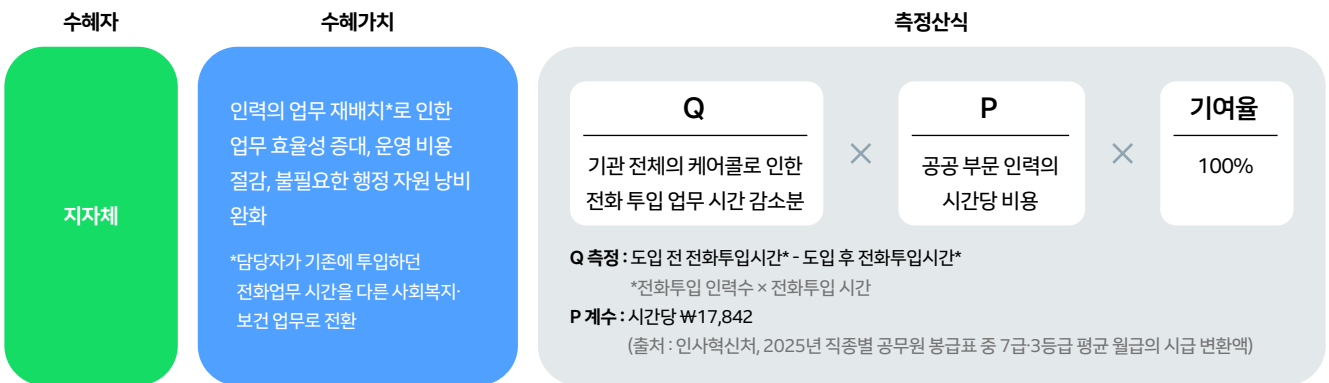 수혜자
수혜가치
측정산식
지자체
인력의 업무 재배치*로 인한
업무 효율성 증대, 운영 비용
절감, 불필요한 행정 자원 낭비
완화
*담당자가 기존에 투입하던
전화업무 시간을 다른 사회복지·
보건 업무로 전환
Q
기관 전체의 케어콜로 인한
전화 투입 업무 시간 감소분
×
P
공공 부문 인력의
시간당 비용
×
기여율
100%
Q 측정 : 도입 전 전화투입시간* - 도입 후 전화투입시간*
*전화투입 인력수 × 전화투입 시간
P 계수 : 시간당 ₩17,842
(출처 : 인사혁신처, 2025년 직종별 공무원 봉급표 중 7급·3등급 평균 월급의 시급 변환액)